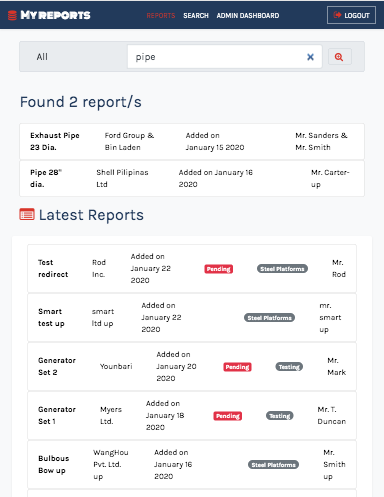 MY REPORTS REPORTS SEARCH ADMIN DASHBOARD LOGOUT
All pipe
Found 2 report/s
Exhaust Pipe 23 Dia. Ford Group & Bin Laden Added on January 15 2020 Mr. Sanders & Mr. Smith
Pipe 28" dia. Shell Pilipinas Ltd Added on January 16 2020 Mr. Carter-up
Latest Reports
Test redirect Rod Inc. Added on January 22 2020 Pending Steel Platforms Mr. Rod
Smart test up smart ltd up Added on January 22 2020 Steel Platforms mr. smart up
Generator Set 2 Younbari Added on January 20 2020 Pending Testing Mr. Mark
Generator Set 1 Myers Ltd. Added on January 18 2020 Pending Testing Mr. T. Duncan
Bulbous Bow up WangHou Pvt. Ltd. up Added on January 16 2020 Steel Platforms Mr. Smith up